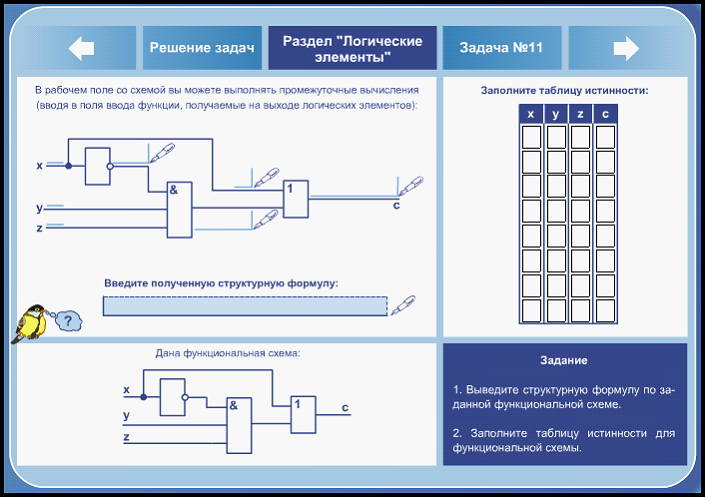 Решение задач
Раздел "Логические
элементы"
Задача №11
В рабочем поле со схемой вы можете выполнять промежуточные вычисления
(вводя в поля ввода функции, получаемые на выходе логических элементов):
x
&
1
y
c
z
Введите полученную структурную формулу:
?
Заполните таблицу истинности:
x y z c
Дана функциональная схема:
x
&
1
c
y
z
Задание
1. Выведите структурную формулу по за-
данной функциональной схеме.
2. Заполните таблицу истинности для
функциональной схемы.